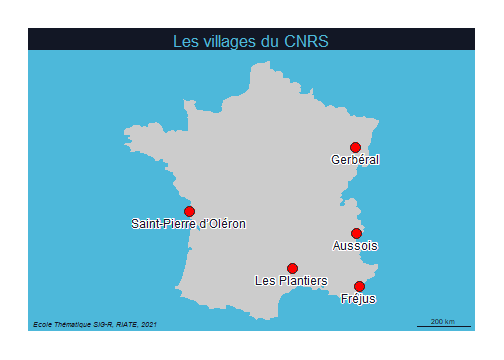 Les villages du CNRS
Gerbéral
Saint-Pierre d'Oléron
Aussois
Les Plantiers
Fréjus
Ecole Thématique SIG-R, RIATE, 2021
200 km